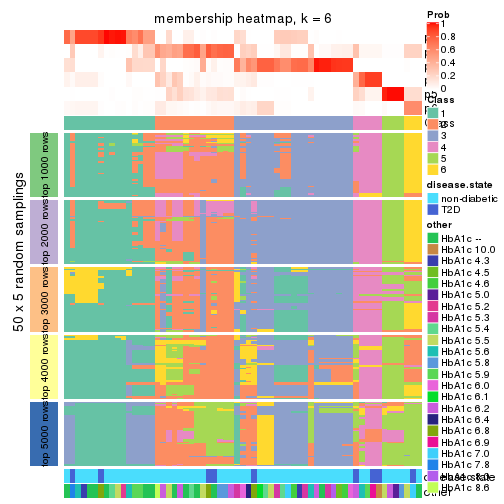 membership heatmap, k = 6
50 x 5 random samplings
top 1000 rows
top 2000 rows
top 3000 rows
top 4000 rows
top 5000 rows
Prob
1
0.8
0.6
0.4
0.2
0
Class
1
2
3
4
5
6
disease.state
non-diabetic
T2D
other
HbA1c --
HbA1c 10.0
HbA1c 4.3
HbA1c 4.5
HbA1c 4.6
HbA1c 5.0
HbA1c 5.2
HbA1c 5.3
HbA1c 5.4
HbA1c 5.5
HbA1c 5.6
HbA1c 5.8
HbA1c 5.9
HbA1c 6.0
HbA1c 6.1
HbA1c 6.2
HbA1c 6.4
HbA1c 6.8
HbA1c 6.9
HbA1c 7.0
HbA1c 7.8
disease.state
HbA1c 8.6
other